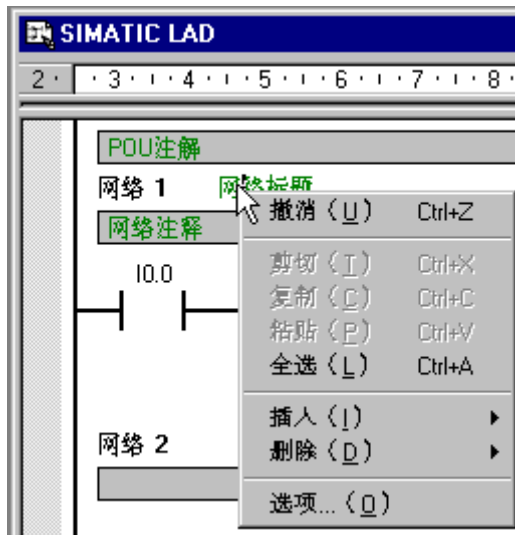 SIMATIC LAD
2 · · 3 · ı · 4 · ı · 5 · ı · 6 · ı · 7 · ı · 8 ·
POU注解
网络 1 网络标题
网络注释
I0.0
撤消（U） Ctrl+Z
剪切（T） Ctrl+X
复制（C） Ctrl+C
粘贴（P） Ctrl+V
全选（L） Ctrl+A
插入（I）
删除（D）
网络 2
选项...（O）